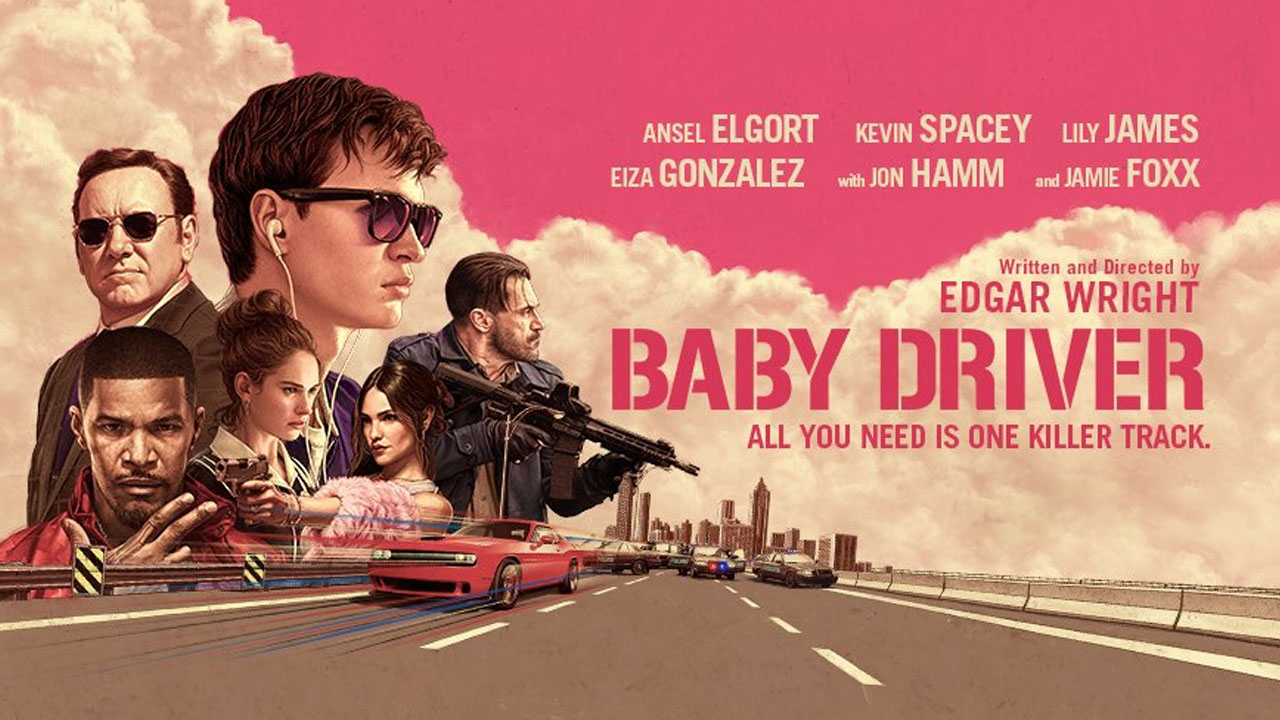 ANSEL ELGORT KEVIN SPACEY LILY JAMES
EIZA GONZALEZ with JON HAMM and JAMIE FOXX
Written and Directed by
EDGAR WRIGHT
BABY DRIVER
ALL YOU NEED IS ONE KILLER TRACK.